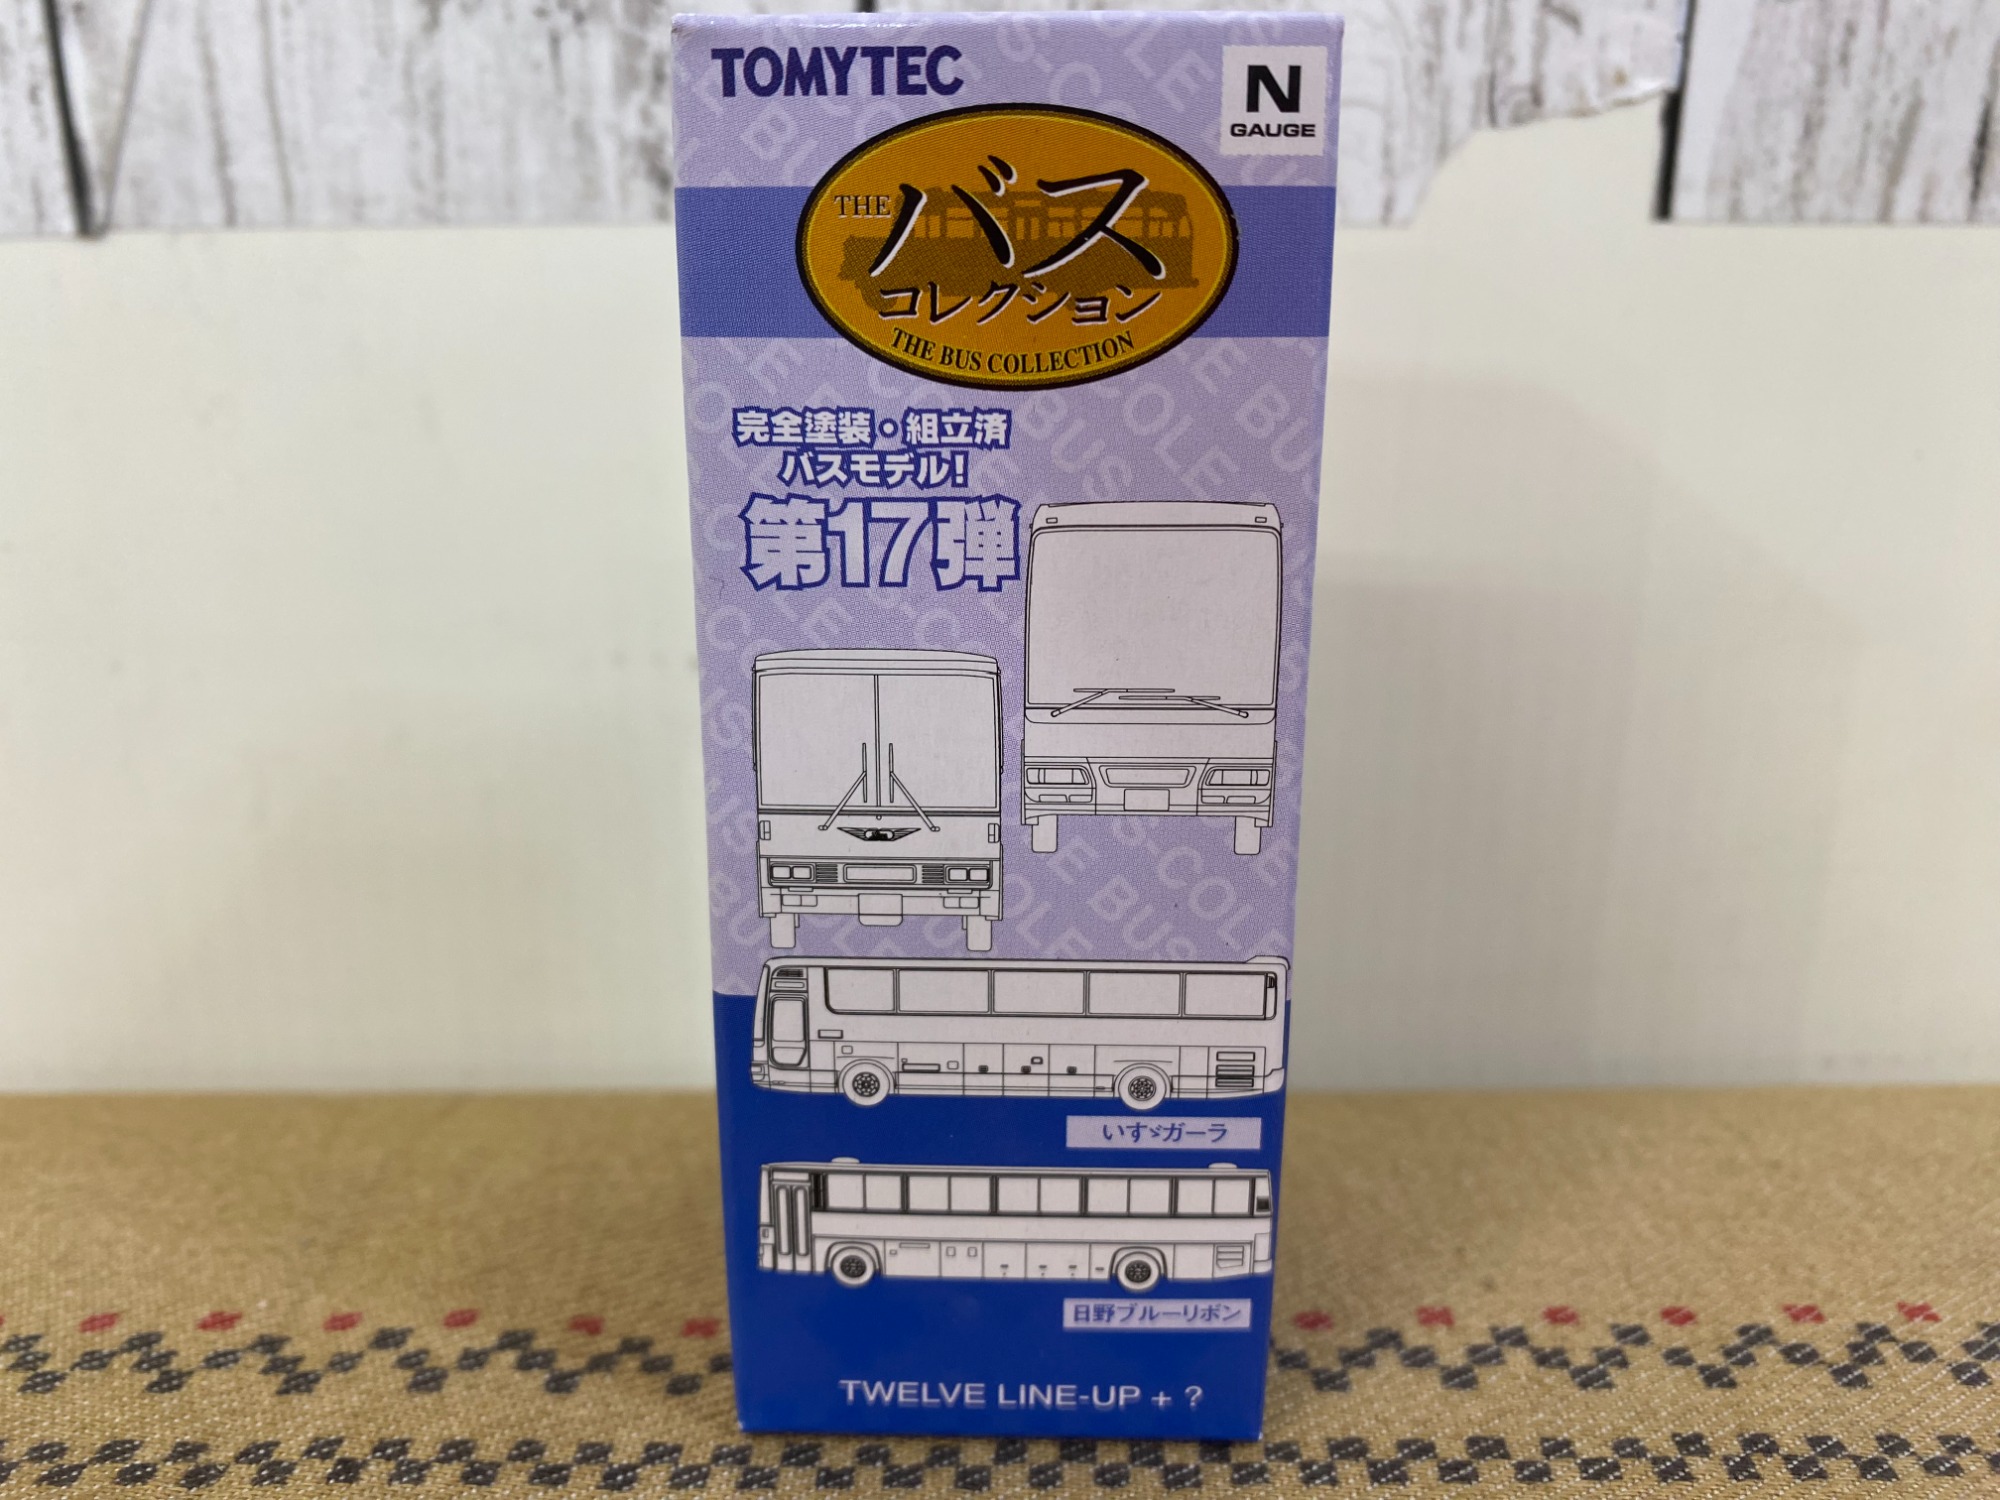 TOMYTEC
N
GAUGE
THE
バス
コレクション
THE BUS COLLECTION
完全塗装・組立済
バスモデル!
第17弾
いすゞガーラ
日野ブルーリボン
TWELVE LINE-UP + ?